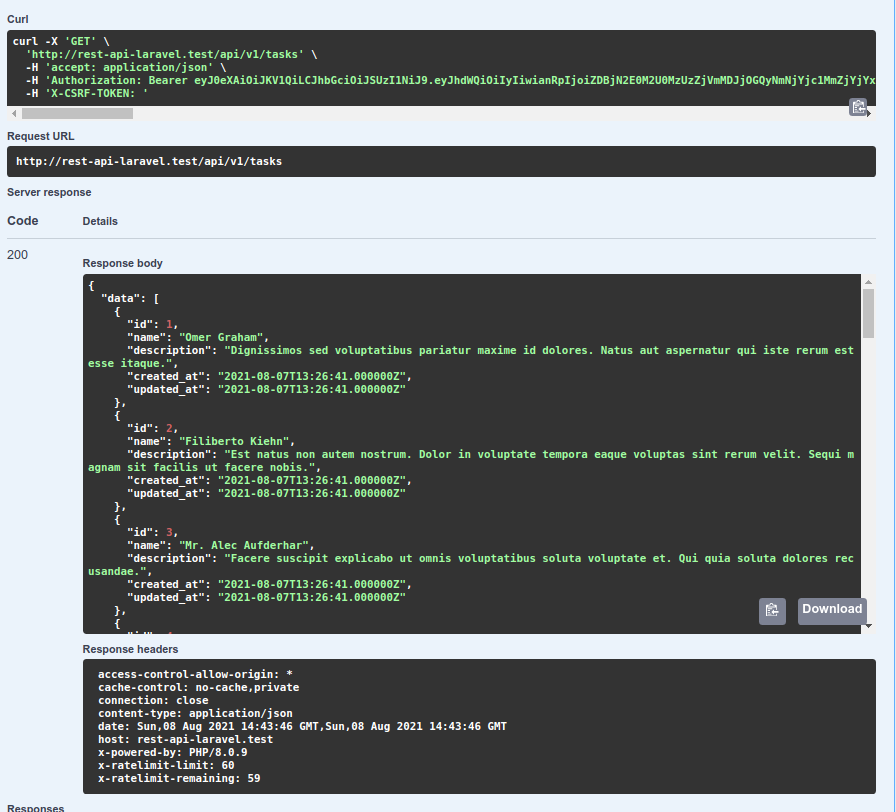 Curl
curl -X 'GET' \
  'http://rest-api-laravel.test/api/v1/tasks' \
  -H 'accept: application/json' \
  -H 'Authorization: Bearer eyJ0eXAiOiJKV1QiLCJhbGciOiJSUzI1NiJ9.eyJhdWQiOiIyIiwianRpIjoiZDBjN2E0M2U0MzUzZjVmMDJjOGQyNmNjYjc1MmZjYjYx
  -H 'X-CSRF-TOKEN: '
Request URL
http://rest-api-laravel.test/api/v1/tasks
Server response
Code Details
200
Response body
{
  "data": [
    {
      "id": 1,
      "name": "Omer Graham",
      "description": "Dignissimos sed voluptatibus pariatur maxime id dolores. Natus aut aspernatur qui iste rerum est
esse itaque.",
      "created_at": "2021-08-07T13:26:41.000000Z",
      "updated_at": "2021-08-07T13:26:41.000000Z"
    },
    {
      "id": 2,
      "name": "Filiberto Kiehn",
      "description": "Est natus non autem nostrum. Dolor in voluptate tempora eaque voluptas sint rerum velit. Sequi m
agnam sit facilis ut facere nobis.",
      "created_at": "2021-08-07T13:26:41.000000Z",
      "updated_at": "2021-08-07T13:26:41.000000Z"
    },
    {
      "id": 3,
      "name": "Mr. Alec Aufderhar",
      "description": "Facere suscipit explicabo ut omnis voluptatibus soluta voluptate et. Qui quia soluta dolores rec
usandae.",
      "created_at": "2021-08-07T13:26:41.000000Z",
      "updated_at": "2021-08-07T13:26:41.000000Z"
    },
    {
Download
Response headers
access-control-allow-origin: *
cache-control: no-cache,private
connection: close
content-type: application/json
date: Sun,08 Aug 2021 14:43:46 GMT,Sun,08 Aug 2021 14:43:46 GMT
host: rest-api-laravel.test
x-powered-by: PHP/8.0.9
x-ratelimit-limit: 60
x-ratelimit-remaining: 59
Responses